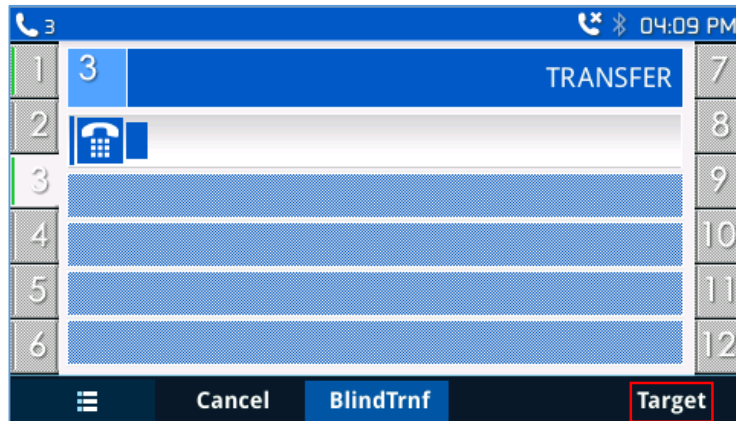 3 04:09 PM
1 3 TRANSFER 7
2 8
3 9
4 10
5 11
6 12
Cancel BlindTrnf Target